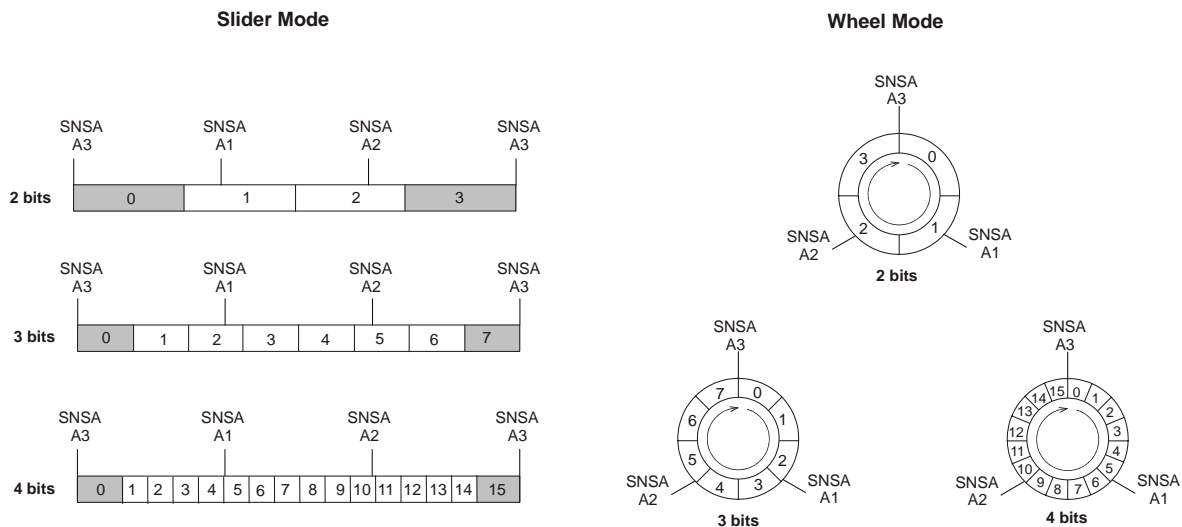 Slider Mode
SNSA SNSA SNSA SNSA
A3 A1 A2 A3
2 bits 0 1 2 3
SNSA SNSA SNSA SNSA
A3 A1 A2 A3
3 bits 0 1 2 3 4 5 6 7
SNSA SNSA SNSA SNSA
A3 A1 A2 A3
4 bits 0 1 2 3 4 5 6 7 8 9 10 11 12 13 14 15
Wheel Mode
SNSA
A3
3 0
2 1
SNSA SNSA
A2 A1
2 bits
SNSA
A3
7 0
6 1
5 2
4 3
SNSA SNSA
A2 A1
3 bits
SNSA
A3
15 0
14 1
13 2
12 3
11 4
10 5
9 6
8 7
SNSA SNSA
A2 A1
4 bits